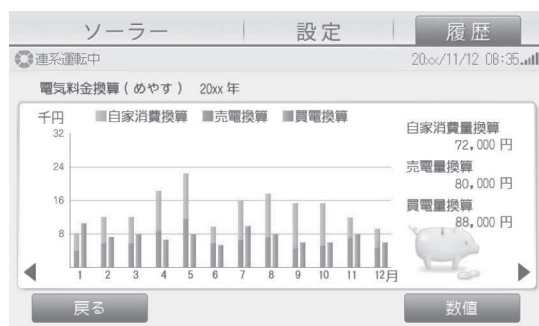 ソーラー 設定 履歴
連系運転中 20xx/11/12 08:35
電気料金換算(めやす) 20xx 年
千円 自家消費換算 売電換算 買電換算
32
24
16
8
1 2 3 4 5 6 7 8 9 10 11 12月
自家消費量換算
72,000 円
売電量換算
80,000 円
買電量換算
88,000 円
戻る 数値